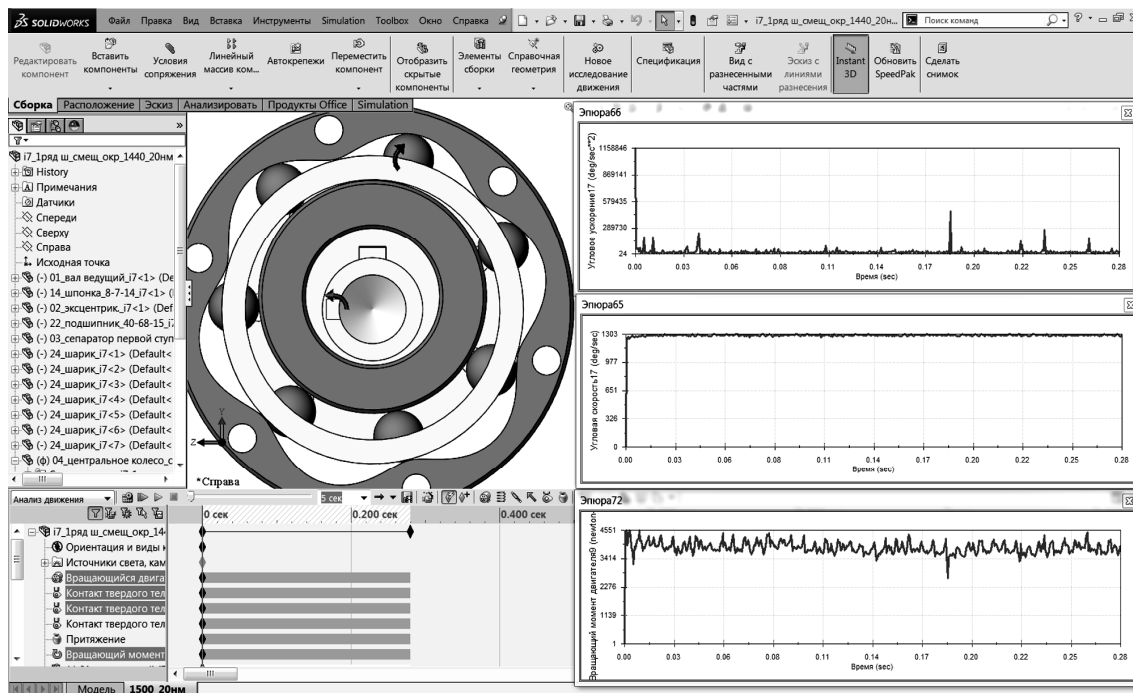 SOLIDWORKS Файл Правка Вид Вставка Инструменты Simulation Toolbox Окно Справка i7_1ряд ш_смещ_окр_1440_20н... Поиск команд
Редактировать компонент
Вставить компоненты
Условия сопряжения
Линейный массив ком...
Автокрепежи
Переместить компонент
Отобразить скрытые компоненты
Элементы сборки
Справочная геометрия
Новое исследование движения
Спецификация
Вид с разнесенными частями
Эскиз с линиями разнесения
Instant 3D
Обновить SpeedPak
Сделать снимок
Сборка Расположение Эскиз Анализировать Продукты Office Simulation
i7_1ряд ш_смещ_окр_1440_20нм
History
Примечания
Датчики
Спереди
Сверху
Справа
Исходная точка
(-) 01_вал ведущий_i7<1> (De
(-) 14_шпонка_8-7-14_i7<1> (
(-) 02_эксцентрик_i7<1> (Def
(-) 22_подшипник_40-68-15_i7
(-) 03_сепаратор первой ступ
(-) 24_шарик_i7<1> (Default<
(-) 24_шарик_i7<2> (Default<
(-) 24_шарик_i7<3> (Default<
(-) 24_шарик_i7<4> (Default<
(-) 24_шарик_i7<5> (Default<
(-) 24_шарик_i7<6> (Default<
(-) 24_шарик_i7<7> (Default<
(ф) 04_центральное колесо_с
Y
Z
*Справа
Эпюра66
Угловое ускорение17 (deg/sec**2)
1158846
869141
579435
289730
24
0.00 0.03 0.06 0.08 0.11 0.14 0.17 0.20 0.22 0.25 0.28
Время (sec)
Эпюра65
Угловая скорость17 (deg/sec)
1303
977
651
326
0
0.00 0.03 0.06 0.08 0.11 0.14 0.17 0.20 0.22 0.25 0.28
Время (sec)
Эпюра72
Вращающий момент двигателя9 (newton-
4551
3414
2276
1139
1
0.00 0.03 0.06 0.08 0.11 0.14 0.17 0.20 0.22 0.25 0.28
Время (sec)
Анализ движения 5 сек
0 сек 0.200 сек 0.400 сек
i7_1ряд ш_смещ_окр_14
Ориентация и виды
Источники света, кам
Вращающийся двига
Контакт твердого тел
Контакт твердого тел
Контакт твердого тел
Притяжение
Вращающий момент
Модель 1500_20нм